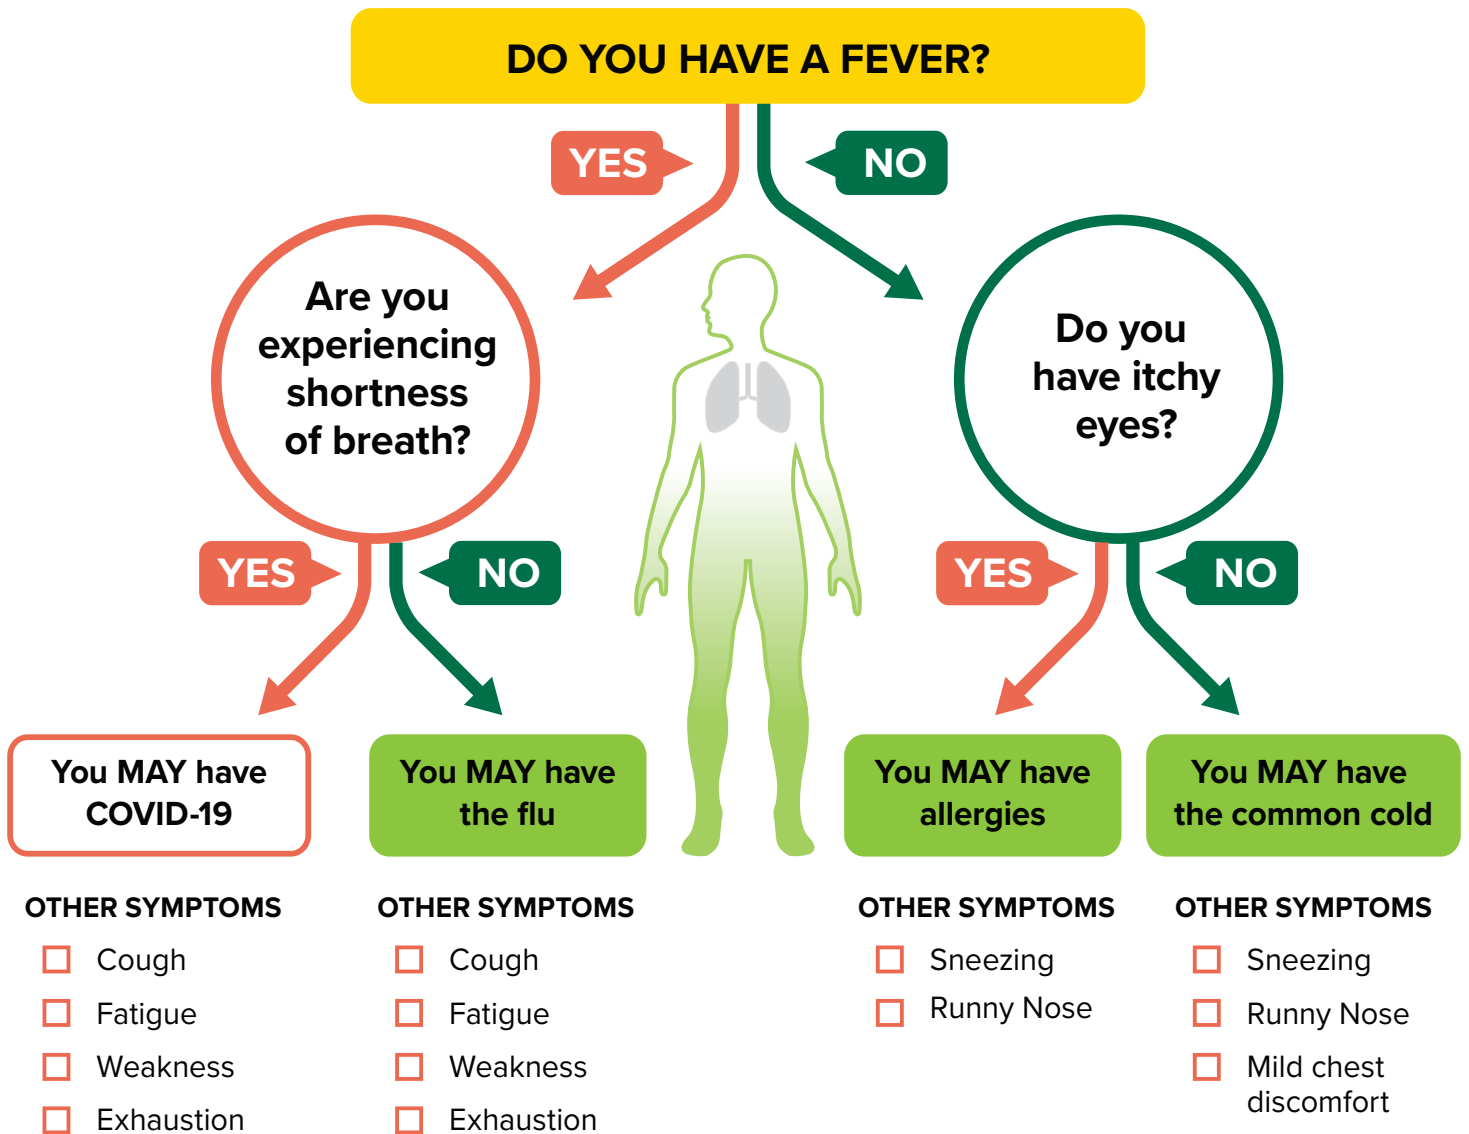 DO YOU HAVE A FEVER?
YES
NO
Are you
experiencing
shortness
of breath?
Do you
have itchy
eyes?
YES
NO
YES
NO
You MAY have
COVID-19
You MAY have
the flu
You MAY have
allergies
You MAY have
the common cold
OTHER SYMPTOMS
Cough
Fatigue
Weakness
Exhaustion
OTHER SYMPTOMS
Cough
Fatigue
Weakness
Exhaustion
OTHER SYMPTOMS
Sneezing
Runny Nose
OTHER SYMPTOMS
Sneezing
Runny Nose
Mild chest
discomfort